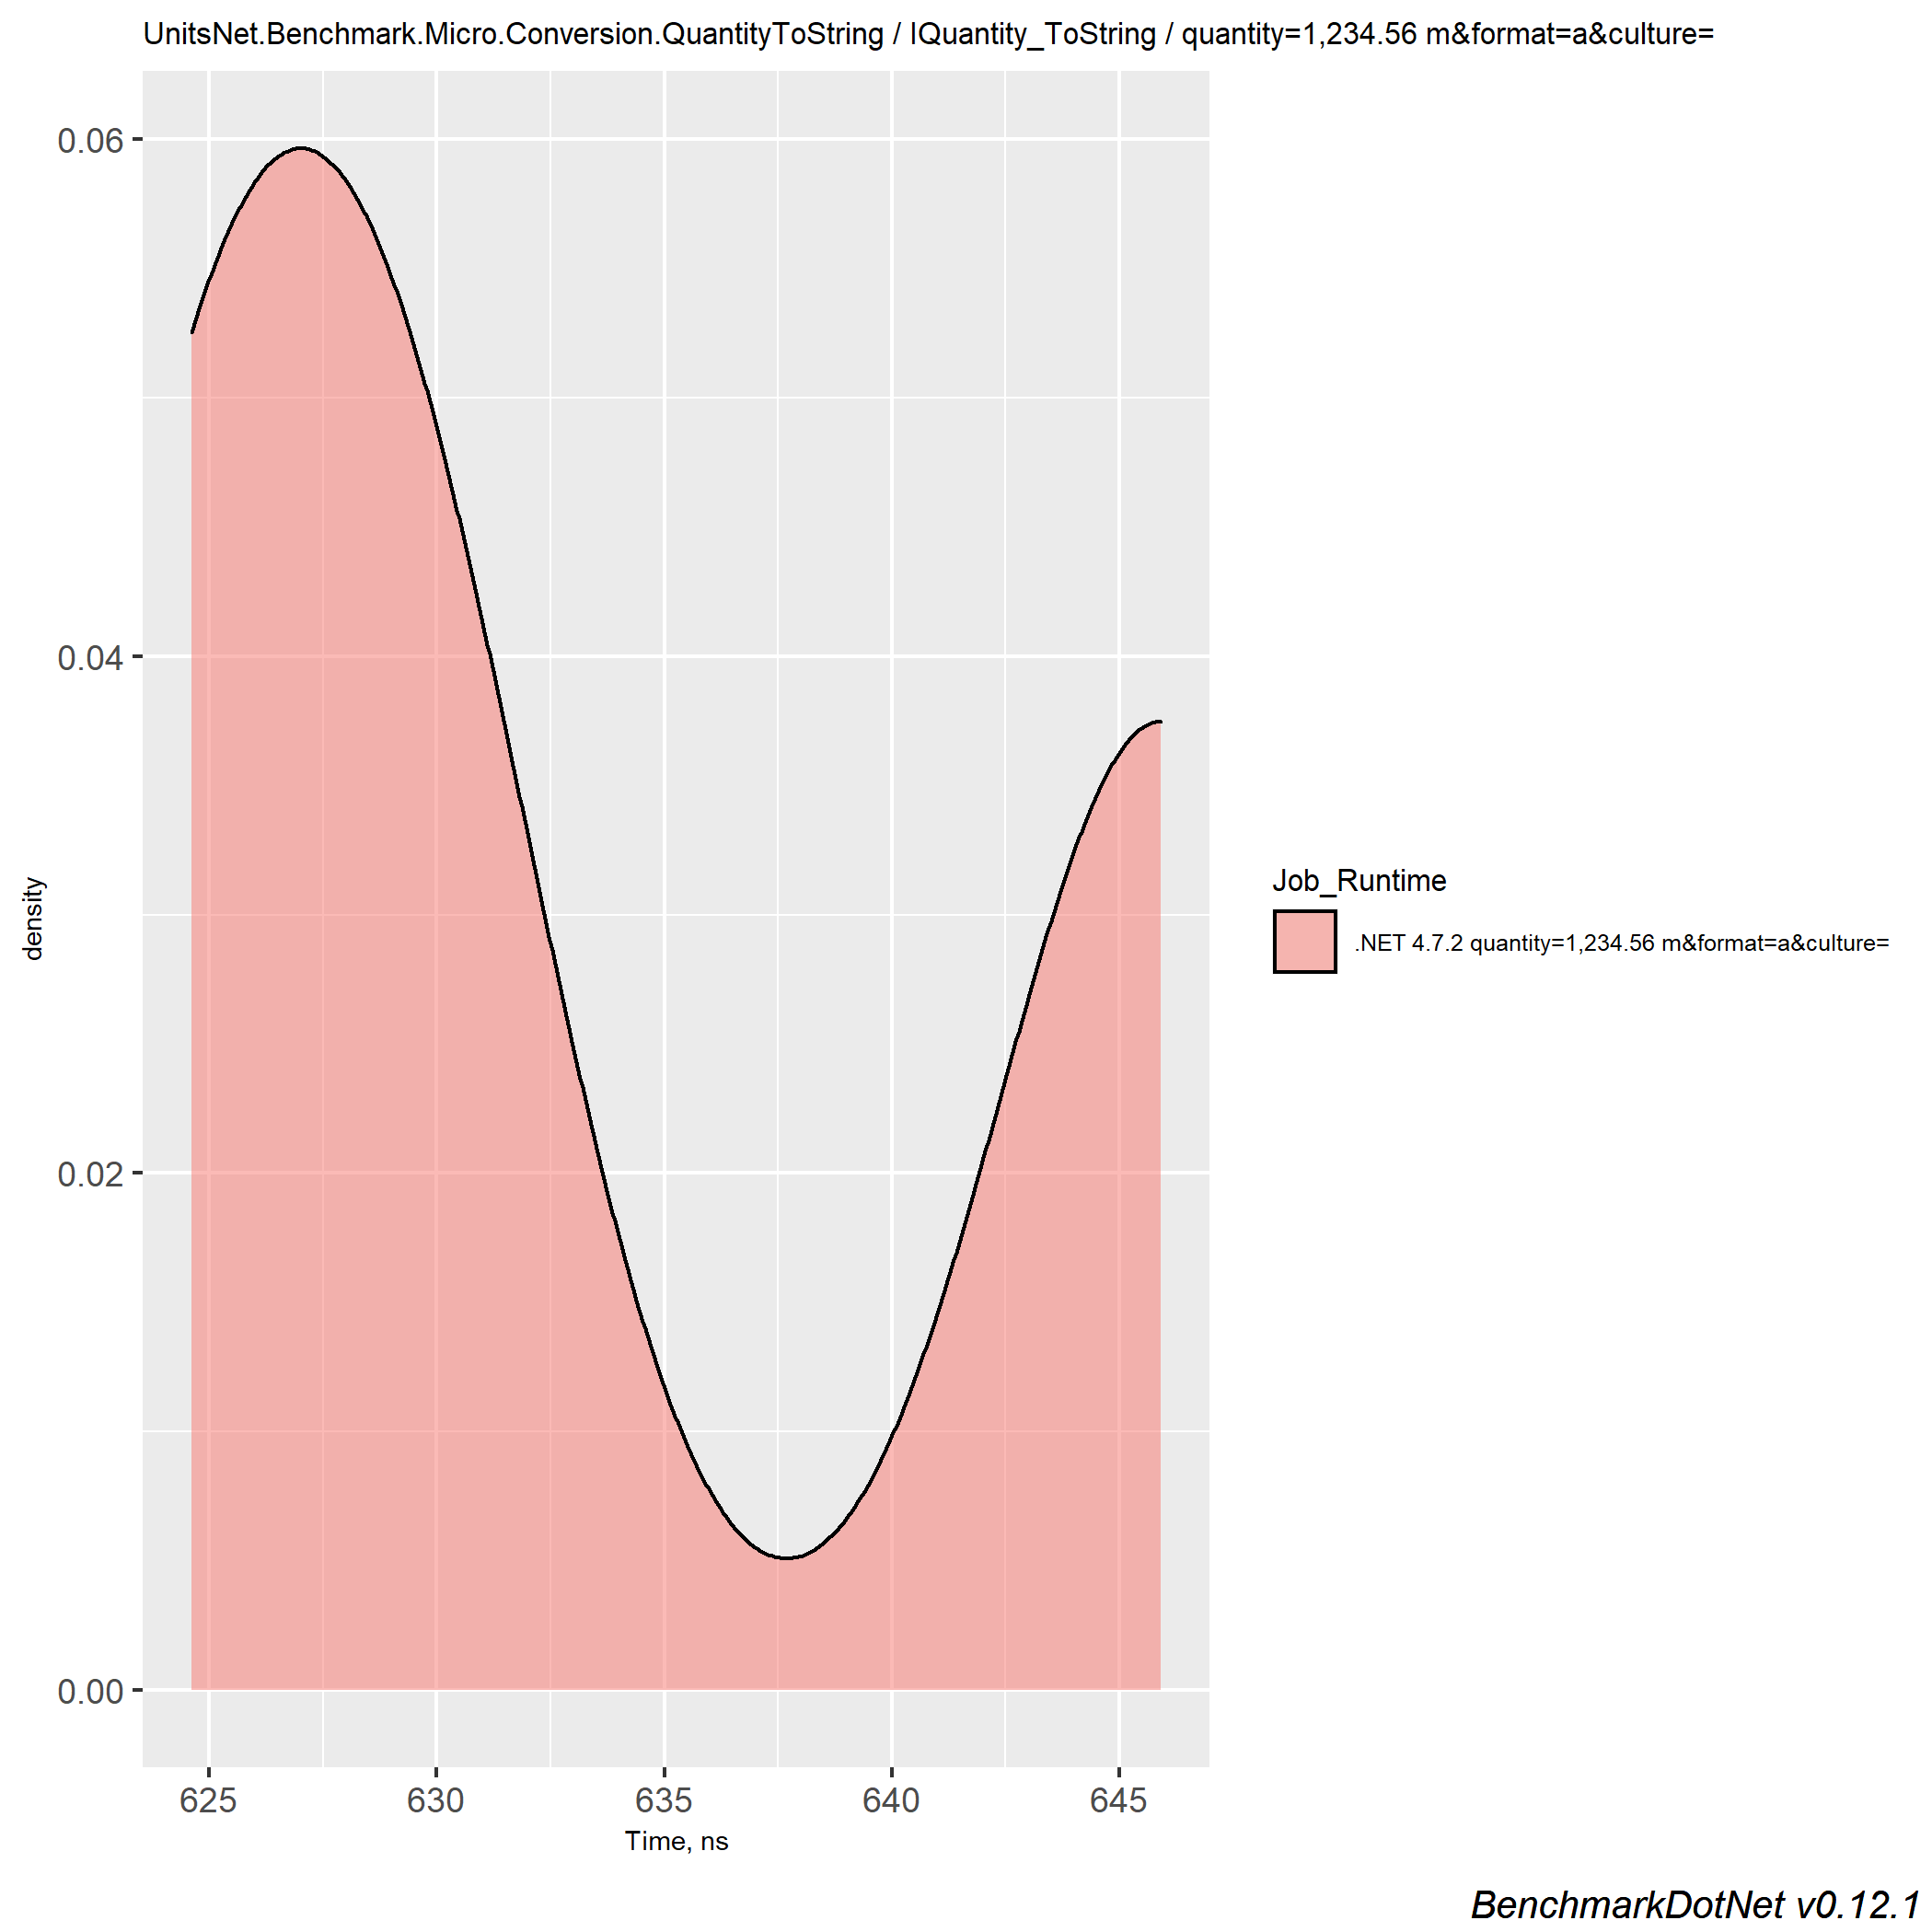 UnitsNet.Benchmark.Micro.Conversion.QuantityToString / IQuantity_ToString / quantity=1,234.56 m&format=a&culture=
0.06
0.04
0.02
0.00
density
625 630 635 640 645
Time, ns
Job_Runtime
.NET 4.7.2 quantity=1,234.56 m&format=a&culture=
BenchmarkDotNet v0.12.1